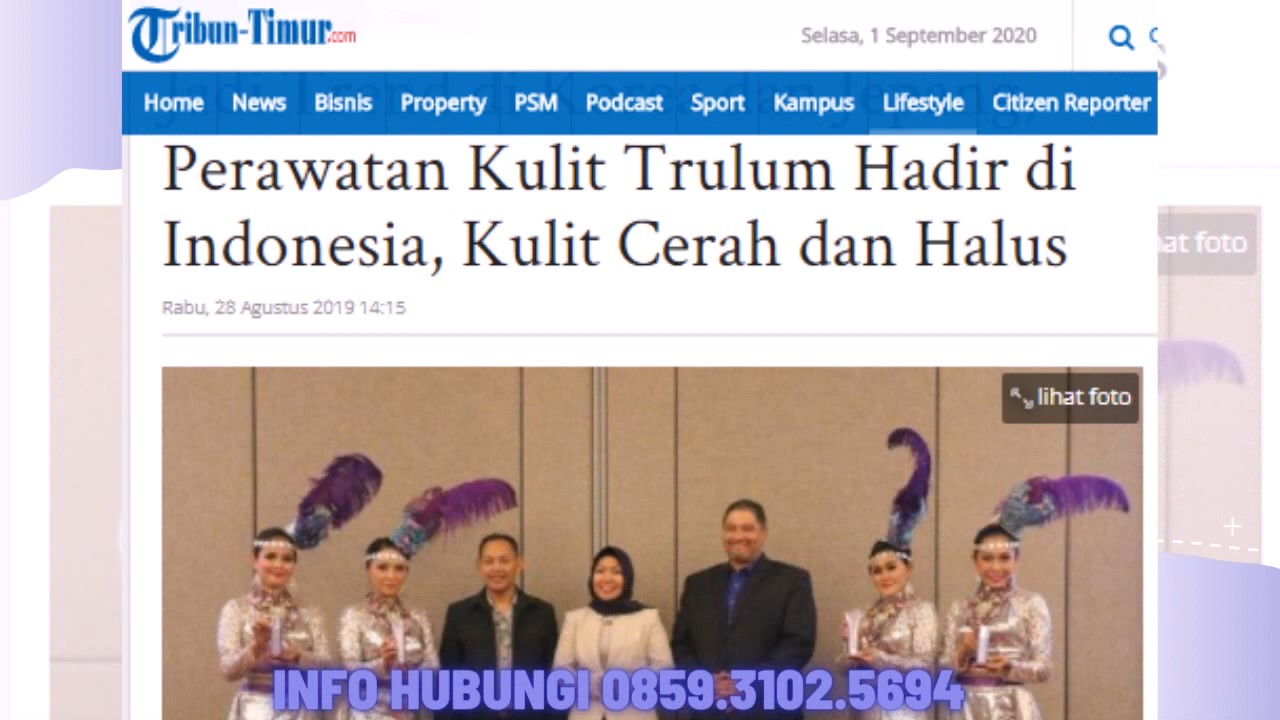 Tribun-Timur.com
Selasa, 1 September 2020
Home News Bisnis Property PSM Podcast Sport Kampus Lifestyle Citizen Reporter
Perawatan Kulit Trulum Hadir di
Indonesia, Kulit Cerah dan Halus
Rabu, 28 Agustus 2019 14:15
lihat foto
hat foto
INFO HUBUNGI 0859.3102.5694